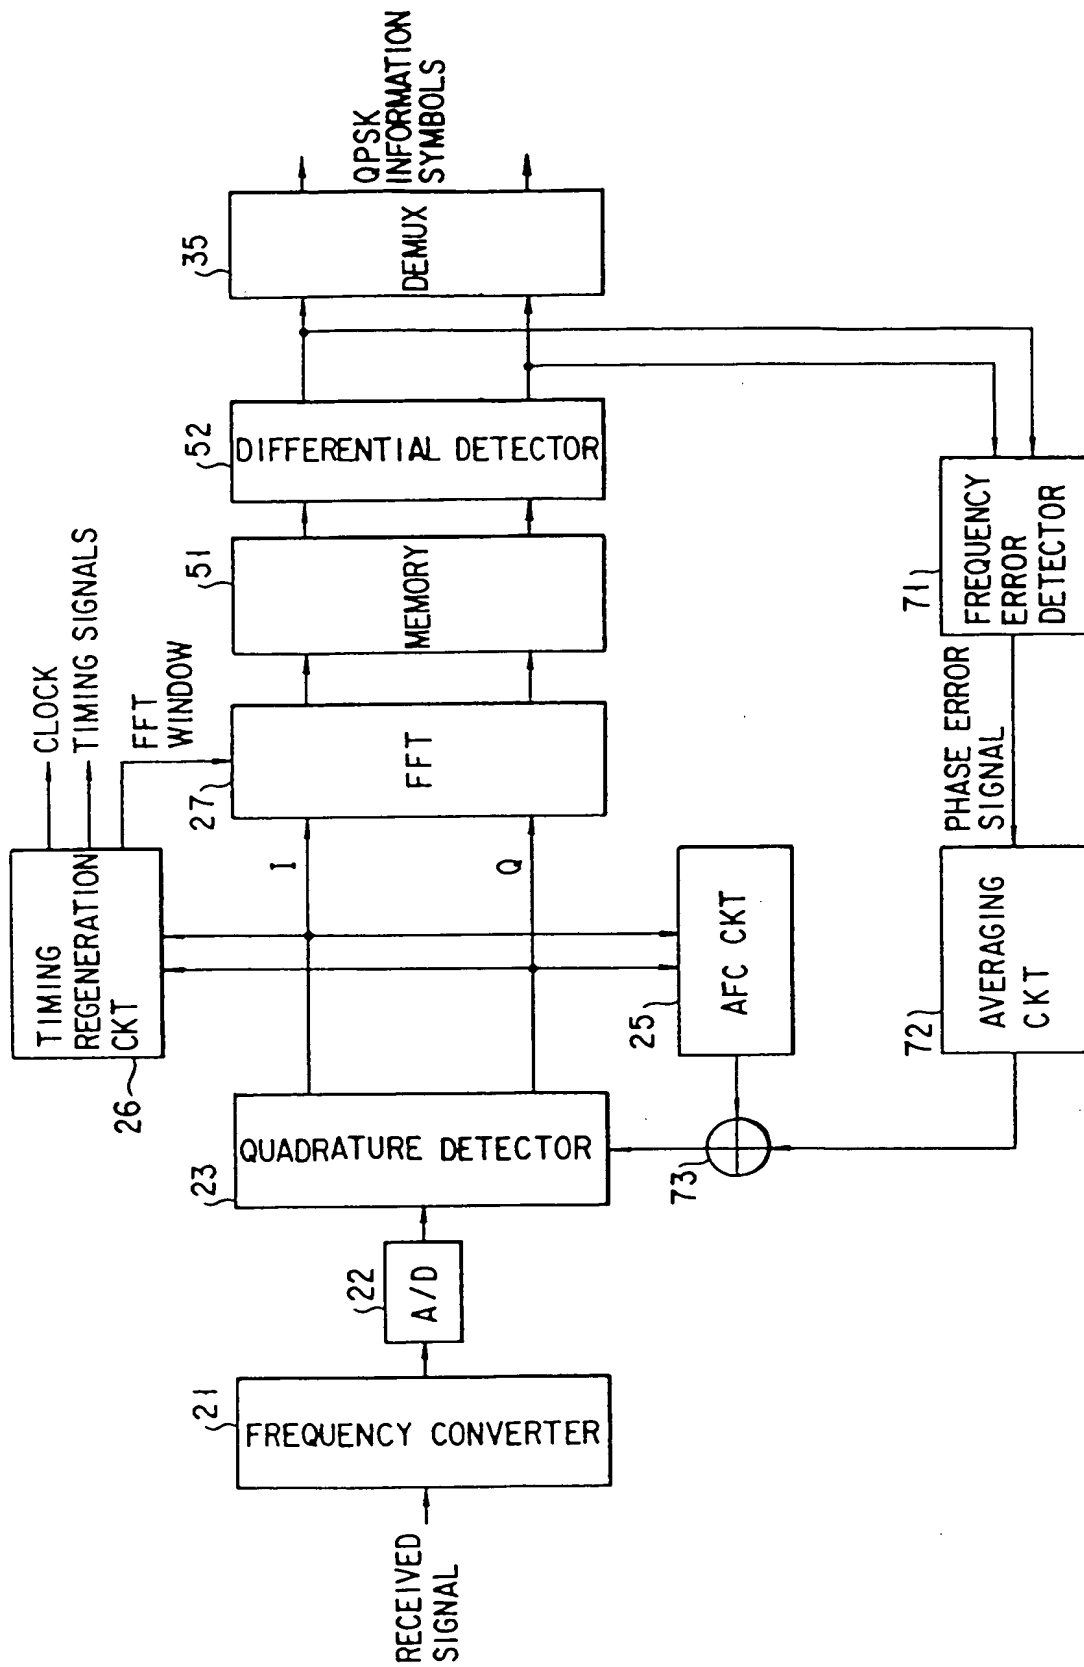 RECEIVED
SIGNAL
21
FREQUENCY CONVERTER
22
A/D
23
QUADRATURE DETECTOR
26
TIMING
REGENERATION
CKT
CLOCK
TIMING SIGNALS
FFT
WINDOW
I
Q
27
FFT
51
MEMORY
52
DIFFERENTIAL DETECTOR
35
DEMUX
QPSK
INFORMATION
SYMBOLS
25
AFC CKT
73
72
AVERAGING
CKT
PHASE ERROR
SIGNAL
71
FREQUENCY
ERROR
DETECTOR